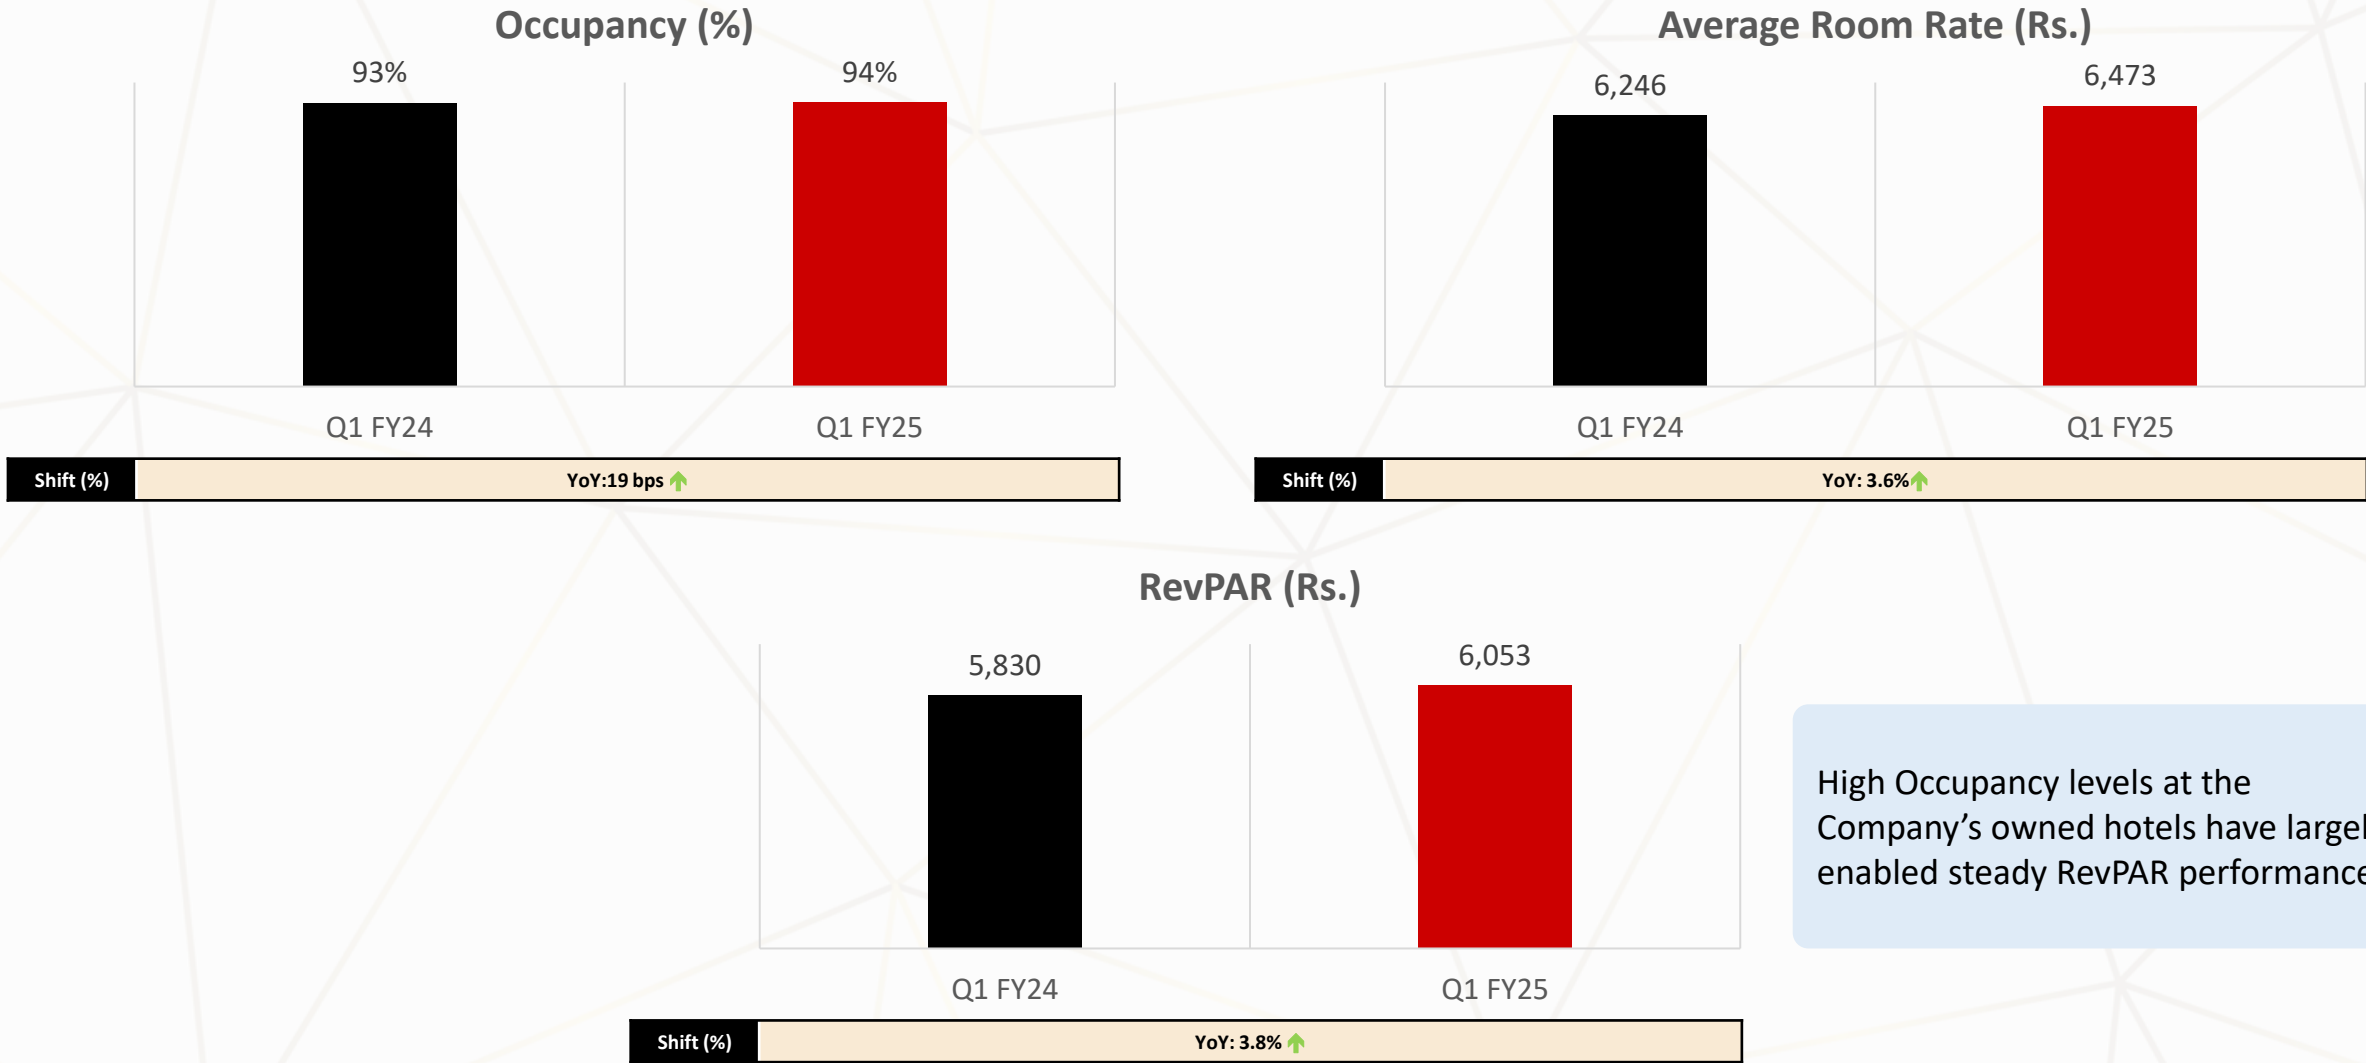 Occupancy (%)
93%
94%
Q1 FY24
Q1 FY25
Shift (%)
YoY:19 bps
Average Room Rate (Rs.)
6,246
6,473
Q1 FY24
Q1 FY25
Shift (%)
YoY: 3.6%
RevPAR (Rs.)
5,830
6,053
Q1 FY24
Q1 FY25
Shift (%)
YoY: 3.8%
High Occupancy levels at the
Company’s owned hotels have
enabled steady RevPAR performance